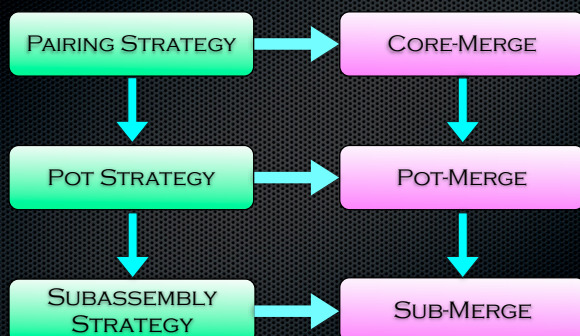 Pairing Strategy
Core-Merge
Pot Strategy
Pot-Merge
Subassembly
Strategy
Sub-Merge